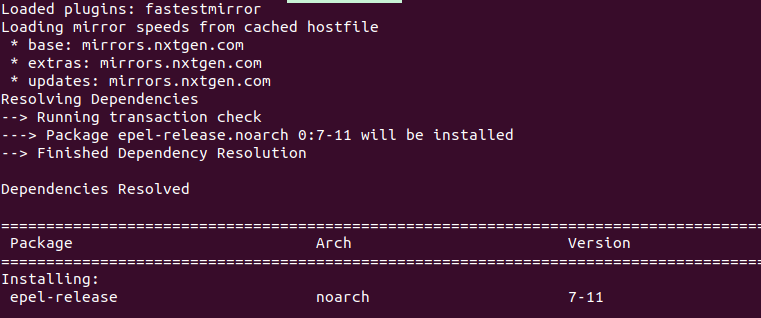 Loaded plugins: fastestmirror
Loading mirror speeds from cached hostfile
 * base: mirrors.nxtgen.com
 * extras: mirrors.nxtgen.com
 * updates: mirrors.nxtgen.com
Resolving Dependencies
--> Running transaction check
---> Package epel-release.noarch 0:7-11 will be installed
--> Finished Dependency Resolution

Dependencies Resolved

=====================================================================================
 Package                           Arch                           Version
=====================================================================================
Installing:
 epel-release                      noarch                         7-11